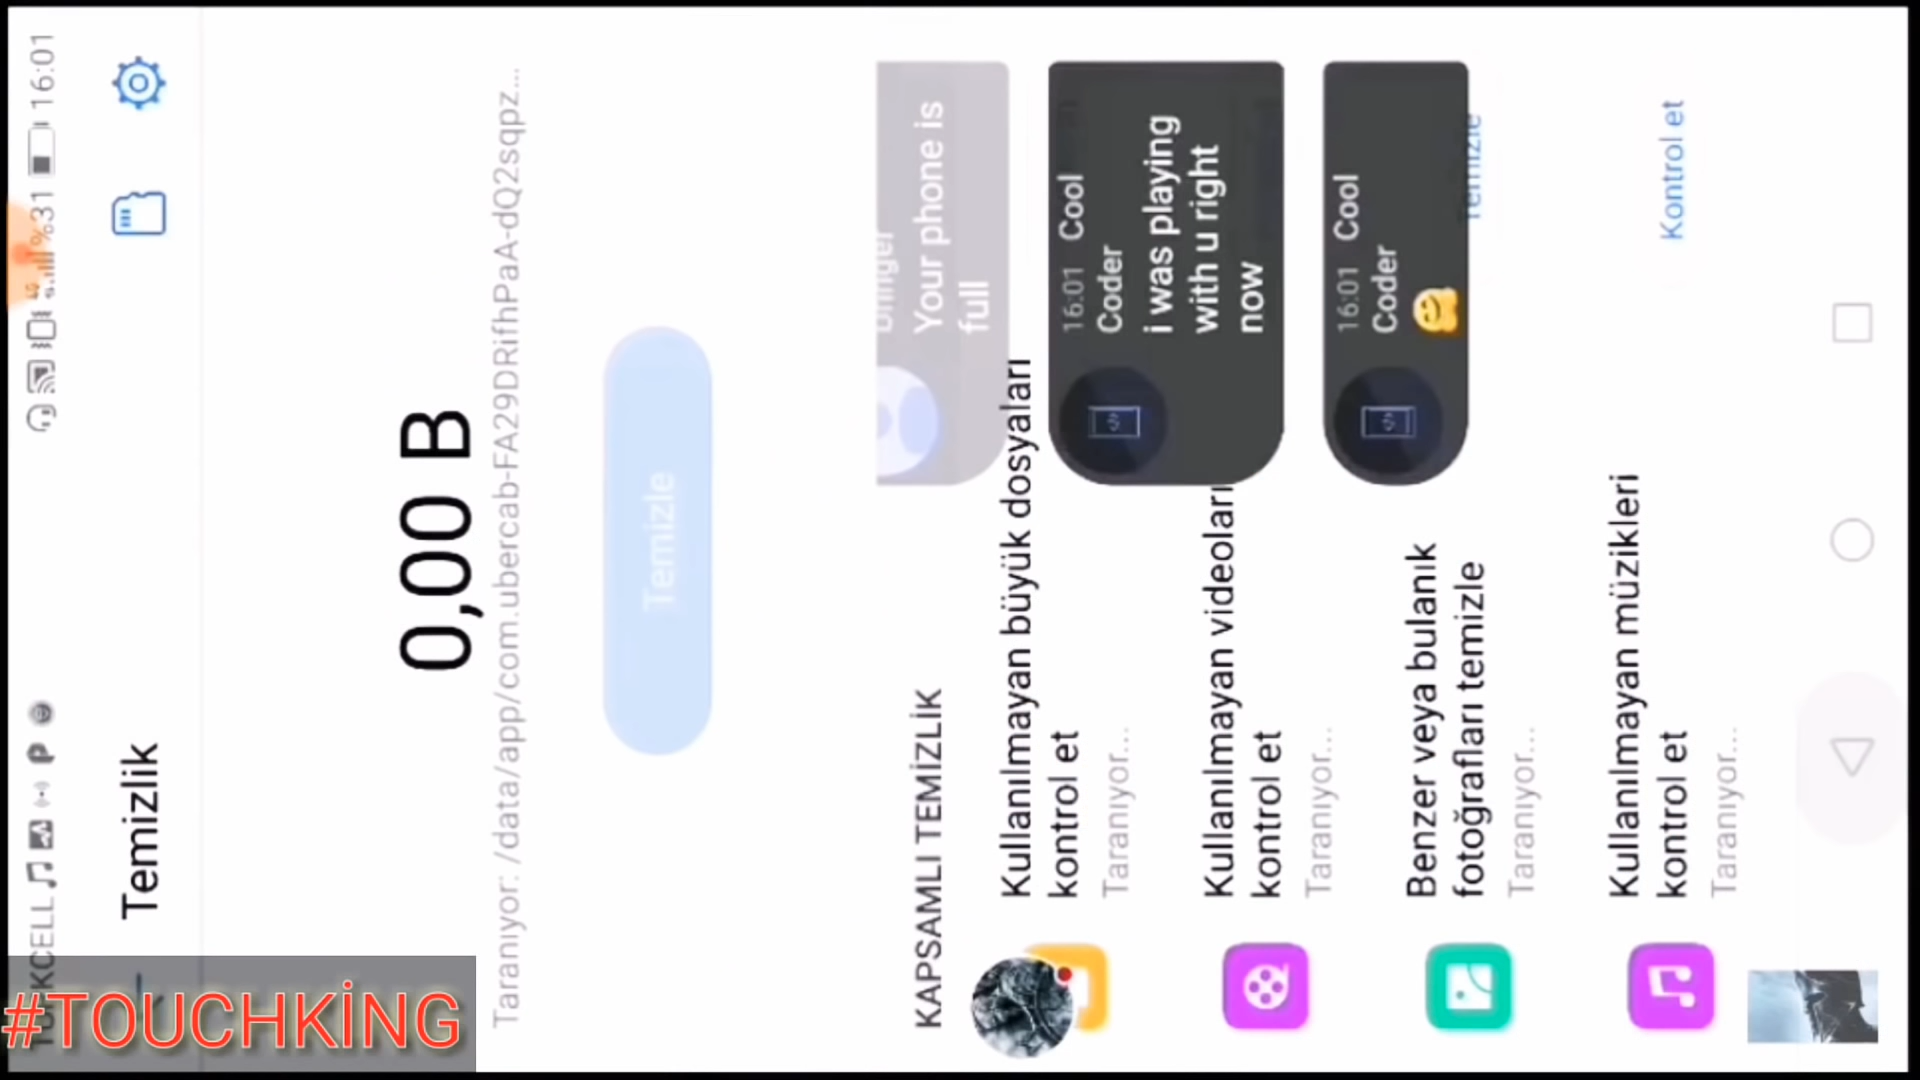 TURKCELL
%31
16:01
Temizlik
0,00 B
Taranıyor: /data/app/com.ubercab-FA29DRifhPaA-dQ2sqpz...
Temizle
KAPSAMLI TEMİZLİK
Kullanılmayan büyük dosyaları
kontrol et
Taranıyor...
Kullanılmayan videoları
kontrol et
Taranıyor...
Benzer veya bulanık
fotoğrafları temizle
Taranıyor...
Temizle
Kullanılmayan müzikleri
kontrol et
Taranıyor...
Kontrol et
Your phone is
full
16:01 Cool
Coder
i was playing
with u right
now
16:01 Cool
Coder
🤗
#TOUCHKİNG